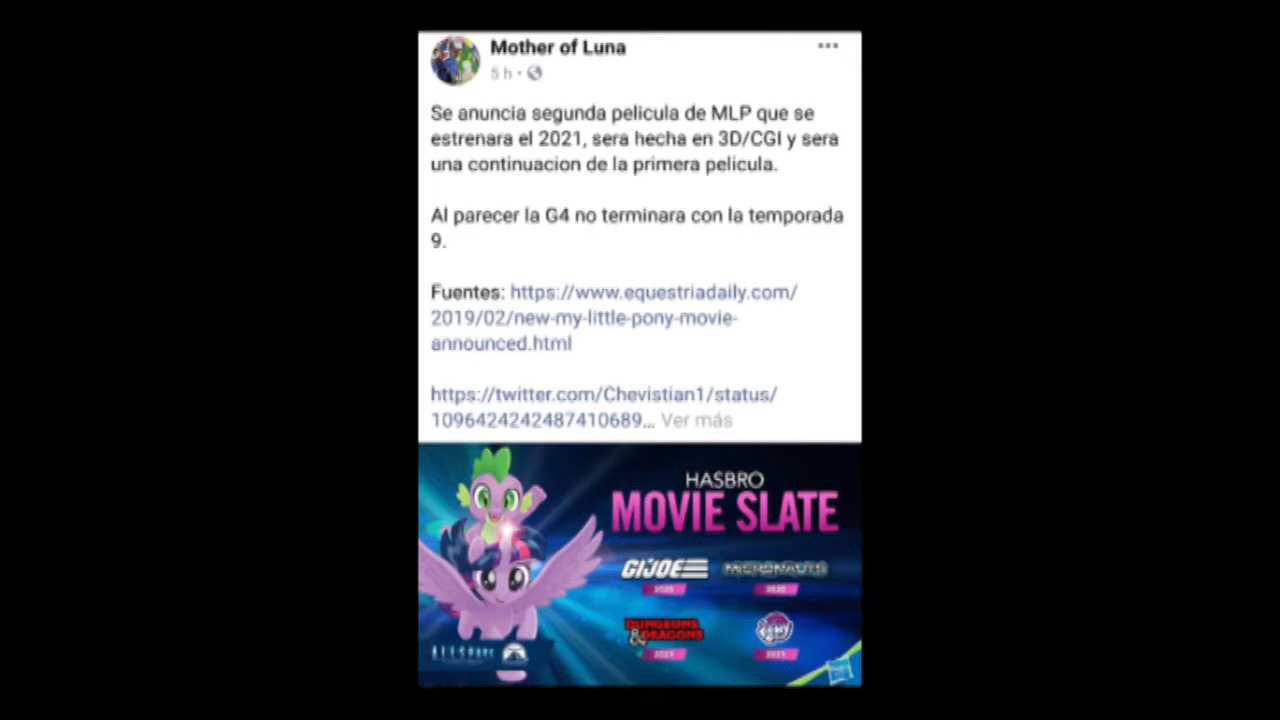 Mother of Luna
5 h
Se anuncia segunda pelicula de MLP que se
estrenara el 2021, sera hecha en 3D/CGI y sera
una continuacion de la primera pelicula.
Al parecer la G4 no terminara con la temporada
9.
Fuentes: https://www.equestriadaily.com/
2019/02/new-my-little-pony-movie-
announced.html
https://twitter.com/Chevistian1/status/
1096424242487410689... Ver más
HASBRO
MOVIE SLATE
G.I.JOE MICRONAUTS
2020 2020
DUNGEONS
& DRAGONS
PONY
2021 2021
ALLSPARK